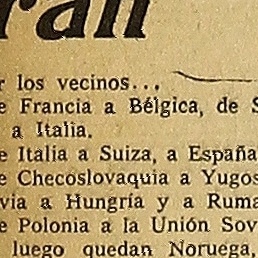 ran
r los vecinos...
e Francia a Bélgica, de S
a Italia.
e Italia a Suiza, a España
e Checoslovaquia a Yugos
via a Hungría y a Ruma
e Polonia a la Unión Sov
luego quedan Noruega,